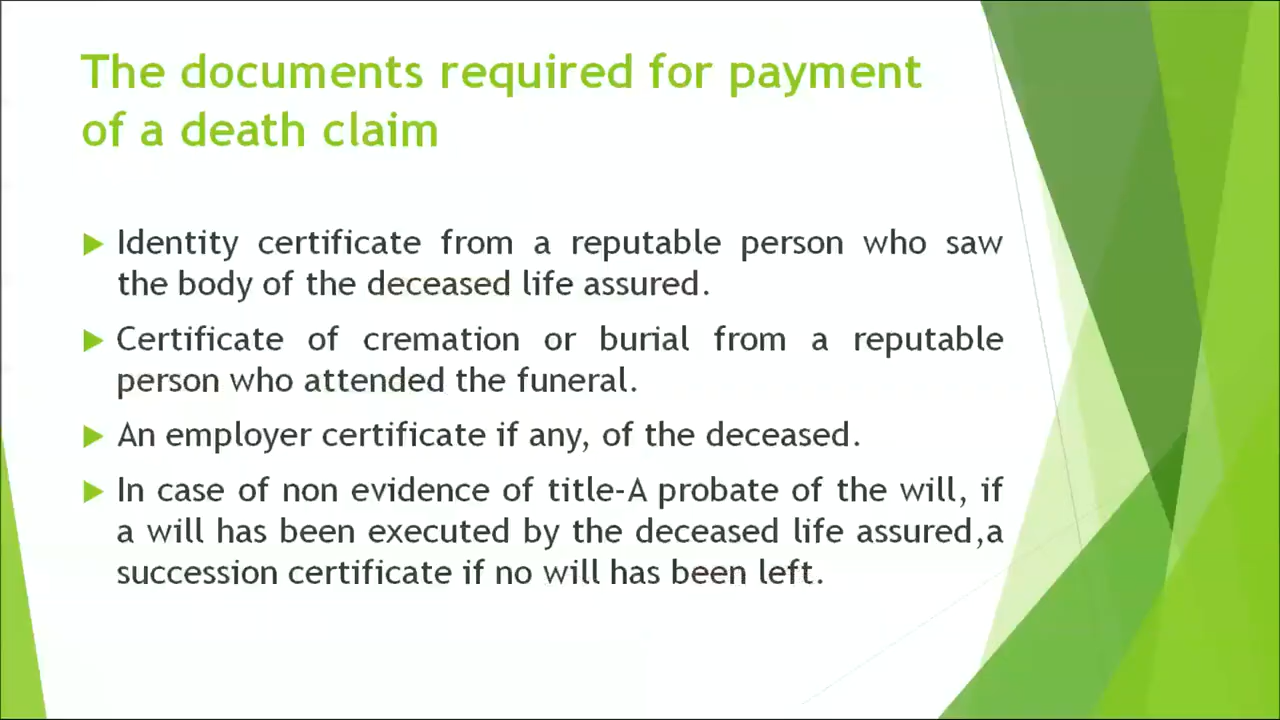 The documents required for payment
of a death claim
Identity certificate from a reputable person who saw
the body of the deceased life assured.
Certificate of cremation or burial from a reputable
person who attended the funeral.
An employer certificate if any, of the deceased.
In case of non evidence of title-A probate of the will, if
a will has been executed by the deceased life assured,a
succession certificate if no will has been left.